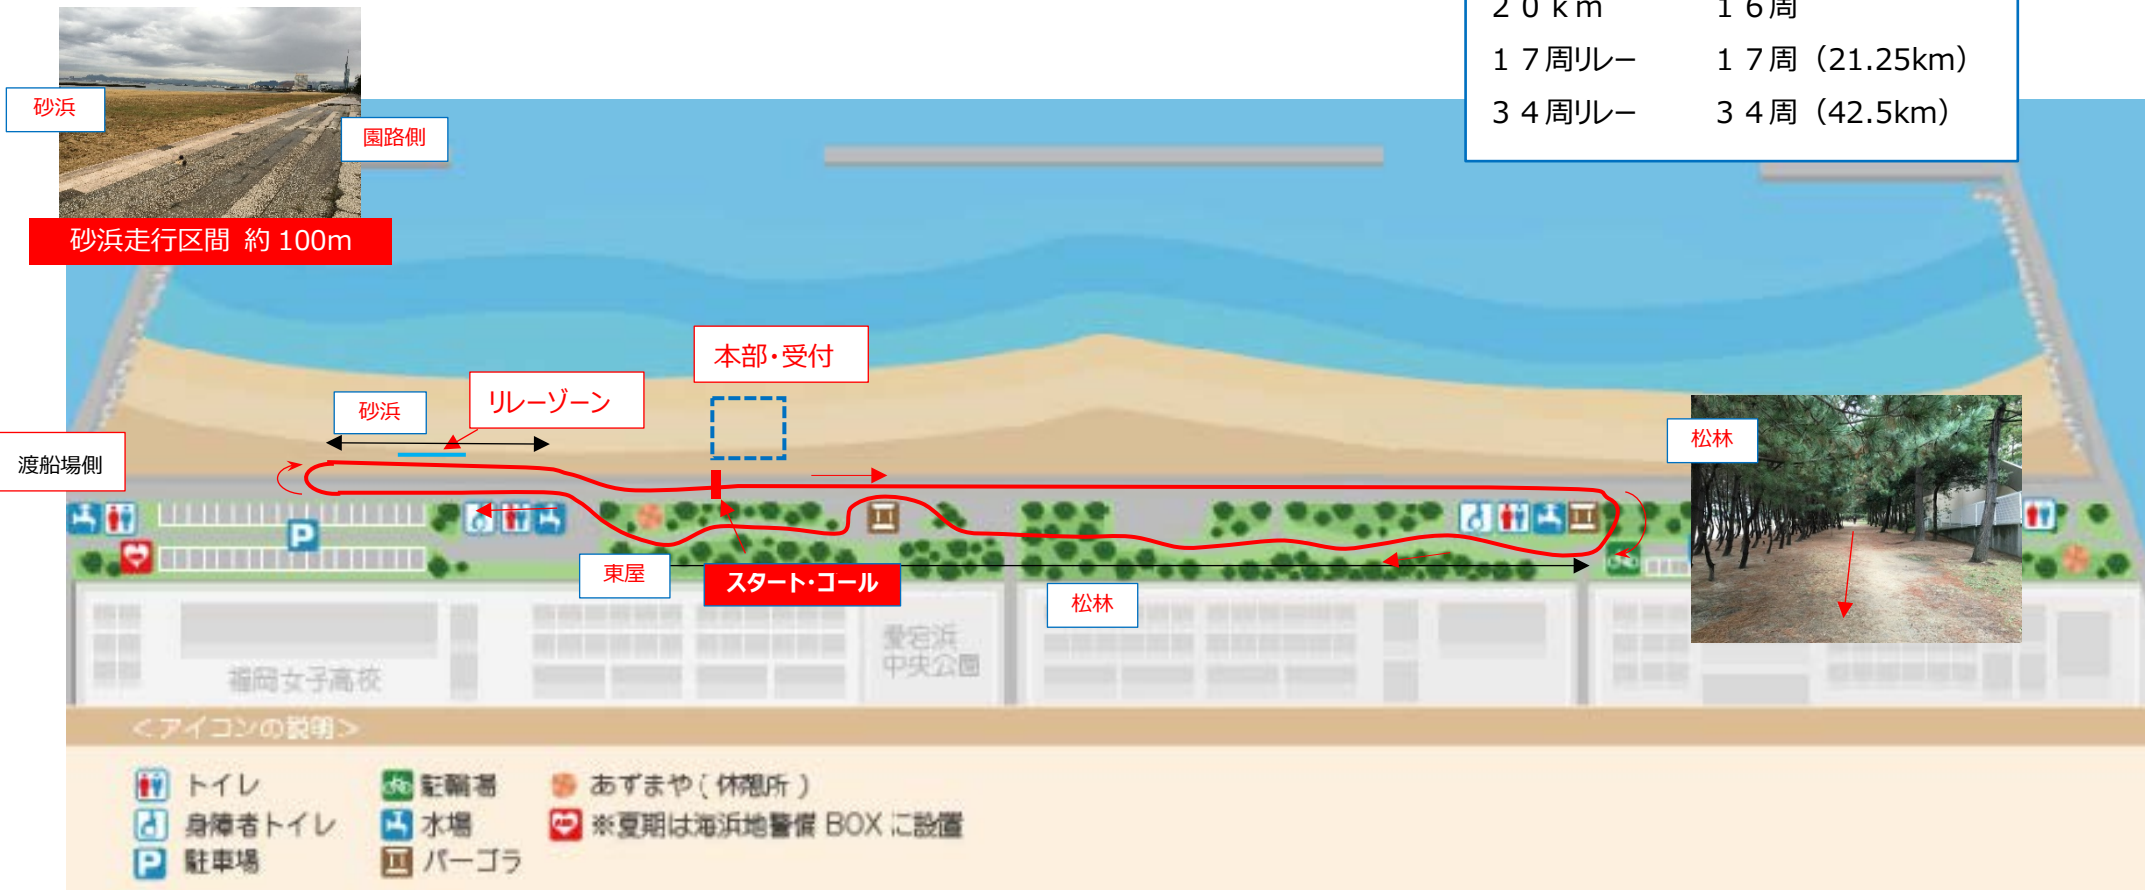 ２０ｋｍ　１６周
１７周リレー　１７周（21.25km）
３４周リレー　３４周（42.5km）
砂浜
園路側
砂浜走行区間 約 100m
本部・受付
砂浜
リレーゾーン
渡船場側
松林
東屋
スタート・コール
松林
愛宕浜
中央公園
福岡女子高校
＜アイコンの説明＞
トイレ
身障者トイレ
駐車場
駐輪場
水場
パーゴラ
あずまや（休憩所）
※夏期は海浜地警備 BOX に設置
P